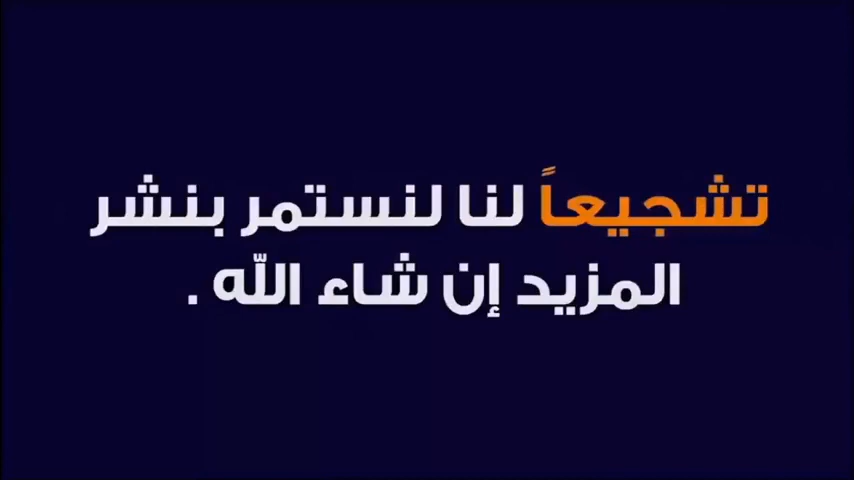 تشجيعاً لنا لنستمر بنشر
المزيد إن شاء الله .